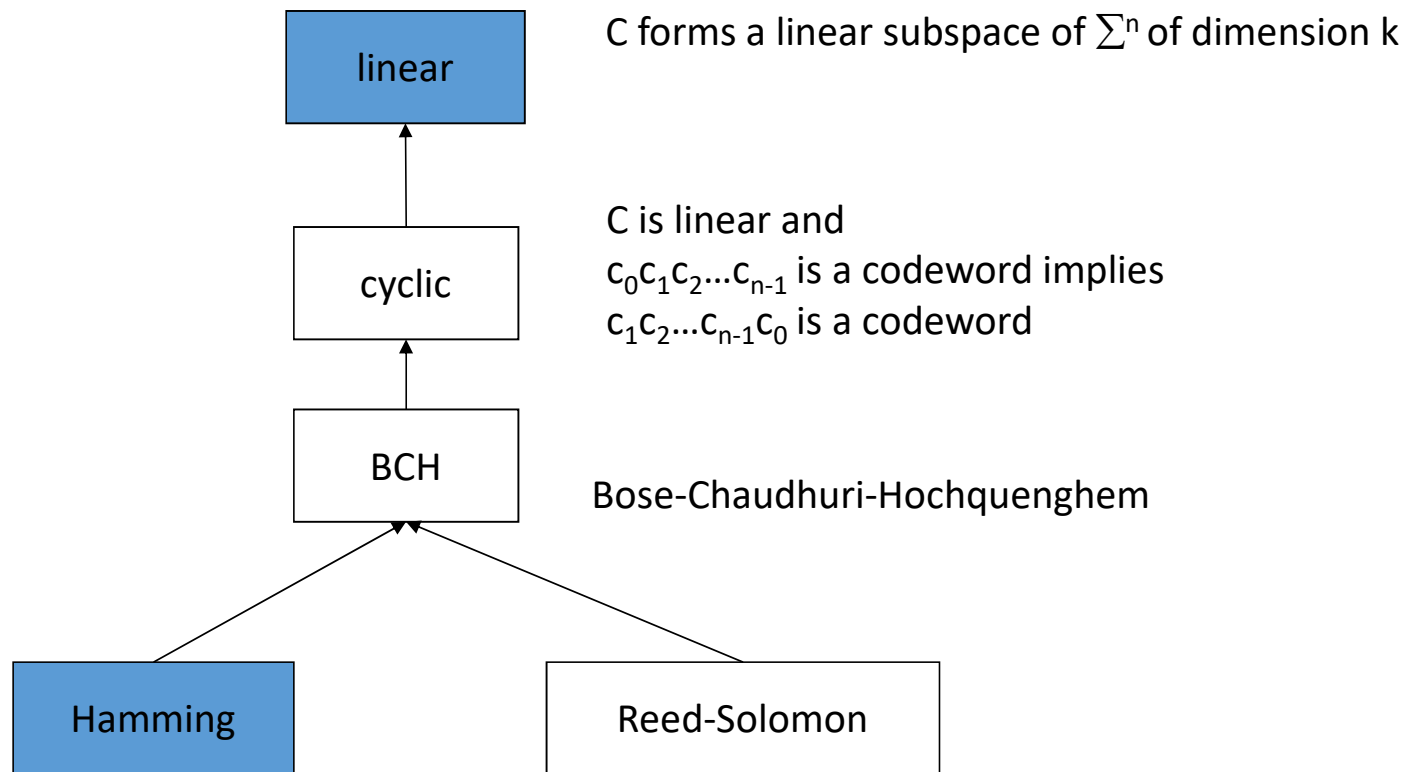 linear
C forms a linear subspace of ∑ⁿ of dimension k
cyclic
C is linear and
c₀c₁c₂…cₙ₋₁ is a codeword implies
c₁c₂…cₙ₋₁c₀ is a codeword
BCH
Bose-Chaudhuri-Hochquenghem
Hamming
Reed-Solomon